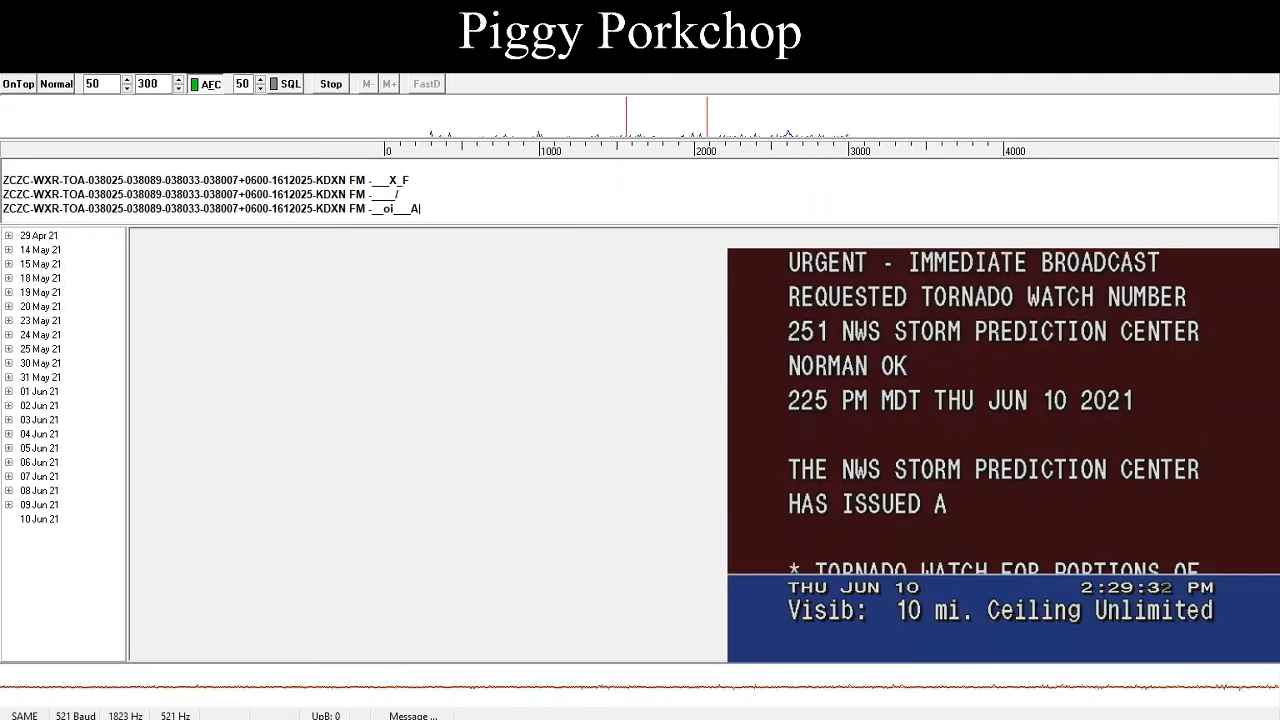 Piggy Porkchop
OnTop Normal 50 300 AFC 50 SQL Stop M- M+ FastD
0 1000 2000 3000 4000
ZCZC-WXR-TOA-038025-038089-038033-038007+0600-1612025-KDXN FM -___X_F
ZCZC-WXR-TOA-038025-038089-038033-038007+0600-1612025-KDXN FM -____/
ZCZC-WXR-TOA-038025-038089-038033-038007+0600-1612025-KDXN FM -__oi___A
29 Apr 21
14 May 21
15 May 21
18 May 21
19 May 21
20 May 21
23 May 21
24 May 21
25 May 21
30 May 21
31 May 21
01 Jun 21
02 Jun 21
03 Jun 21
04 Jun 21
05 Jun 21
06 Jun 21
07 Jun 21
08 Jun 21
09 Jun 21
10 Jun 21
URGENT - IMMEDIATE BROADCAST
REQUESTED TORNADO WATCH NUMBER
251 NWS STORM PREDICTION CENTER
NORMAN OK
225 PM MDT THU JUN 10 2021
THE NWS STORM PREDICTION CENTER
HAS ISSUED A
* TORNADO WATCH FOR PORTIONS OF
THU JUN 10 2:29:32 PM
Visib: 10 mi. Ceiling Unlimited
SAME 521 Baud 1823 Hz 521 Hz UpB: 0 Message ...